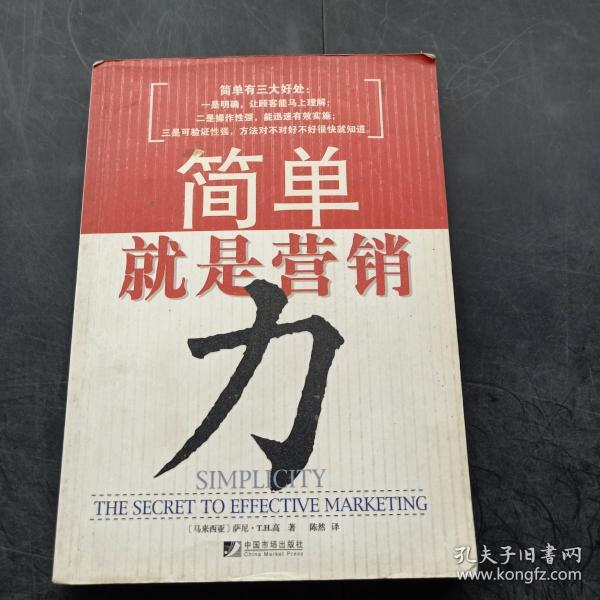 简单有三大好处：
一是明确，让顾客能马上理解；
二是操作性强，能迅速有效实施；
三是可验证性强，方法对不对好不好很快就知道。
简单
就是营销
力
SIMPLICITY
THE SECRET TO EFFECTIVE MARKETING
〔马来西亚〕萨尼·T.H.高 著 陈然 译
中国市场出版社
China Market Press
孔夫子旧书网
www.kongfz.com